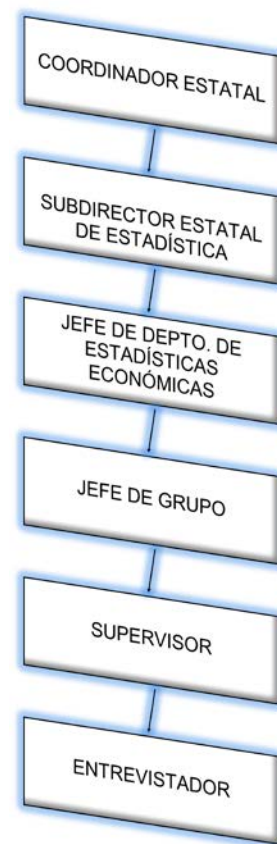 COORDINADOR ESTATAL
SUBDIRECTOR ESTATAL
DE ESTADÍSTICA
JEFE DE DEPTO. DE
ESTADÍSTICAS
ECONÓMICAS
JEFE DE GRUPO
SUPERVISOR
ENTREVISTADOR